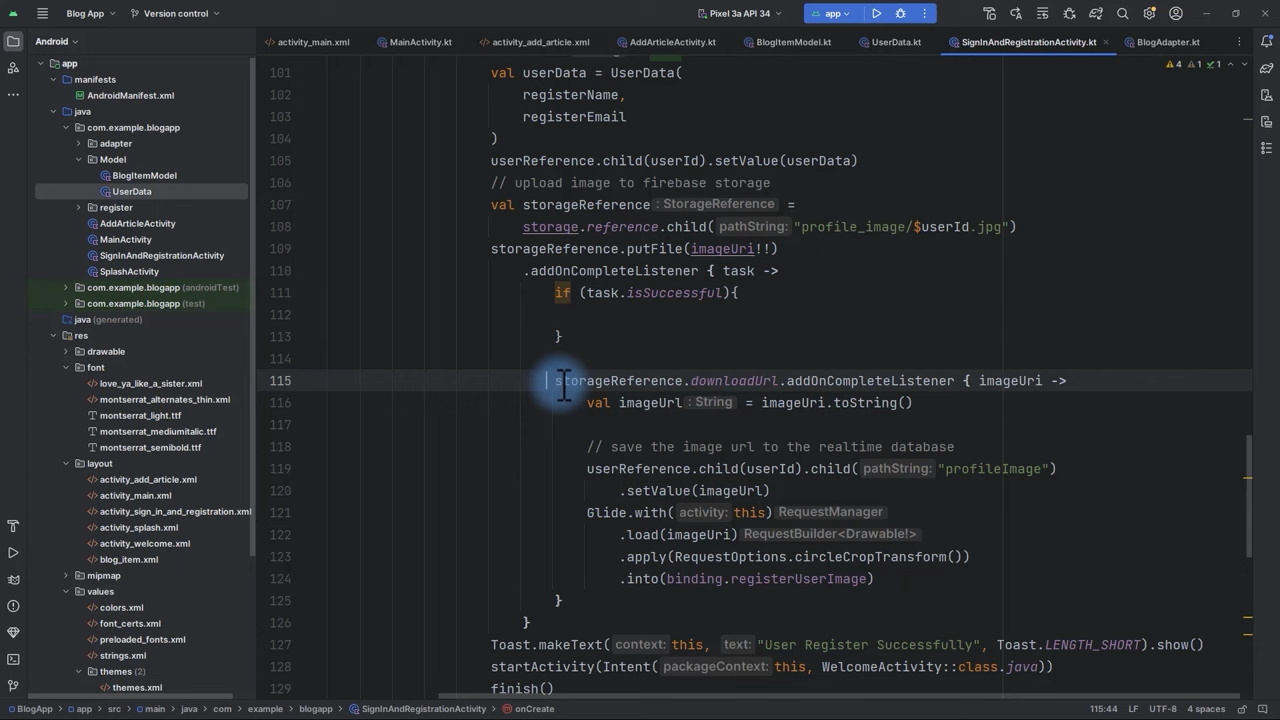 Blog App
Version control
Pixel 3a API 34
app
Android
activity_main.xml
MainActivity.kt
activity_add_article.xml
AddArticleActivity.kt
BlogItemModel.kt
UserData.kt
SignInAndRegistrationActivity.kt
BlogAdapter.kt
4 1 1
app
manifests
AndroidManifest.xml
java
com.example.blogapp
adapter
Model
BlogItemModel
UserData
register
AddArticleActivity
MainActivity
SignInAndRegistrationActivity
SplashActivity
com.example.blogapp (androidTest)
com.example.blogapp (test)
java (generated)
res
drawable
font
love_ya_like_a_sister.xml
montserrat_alternates_thin.xml
montserrat_light.ttf
montserrat_mediumitalic.ttf
montserrat_semibold.ttf
layout
activity_add_article.xml
activity_main.xml
activity_sign_in_and_registration.xml
activity_splash.xml
activity_welcome.xml
blog_item.xml
mipmap
values
colors.xml
font_certs.xml
preloaded_fonts.xml
strings.xml
themes (2)
themes.xml
101 val userData = UserData(
102 registerName,
103 registerEmail
104 )
105 userReference.child(userId).setValue(userData)
106 // upload image to firebase storage
107 val storageReference : StorageReference =
108 storage.reference.child( pathString: "profile_image/$userId.jpg")
109 storageReference.putFile(imageUri!!)
110 .addOnCompleteListener { task ->
111 if (task.isSuccessful){
112
113 }
114
115 storageReference.downloadUrl.addOnCompleteListener { imageUri ->
116 val imageUrl : String = imageUri.toString()
117
118 // save the image url to the realtime database
119 userReference.child(userId).child( pathString: "profileImage")
120 .setValue(imageUrl)
121 Glide.with( activity: this) RequestManager
122 .load(imageUri) RequestBuilder<Drawable!>
123 .apply(RequestOptions.circleCropTransform())
124 .into(binding.registerUserImage)
125 }
126 }
127 Toast.makeText( context: this, text: "User Register Successfully", Toast.LENGTH_SHORT).show()
128 startActivity(Intent( packageContext: this, WelcomeActivity::class.java))
129 finish()
BlogApp > app > src > main > java > com > example > blogapp > SignInAndRegistrationActivity > onCreate
115:44 LF UTF-8 4 spaces